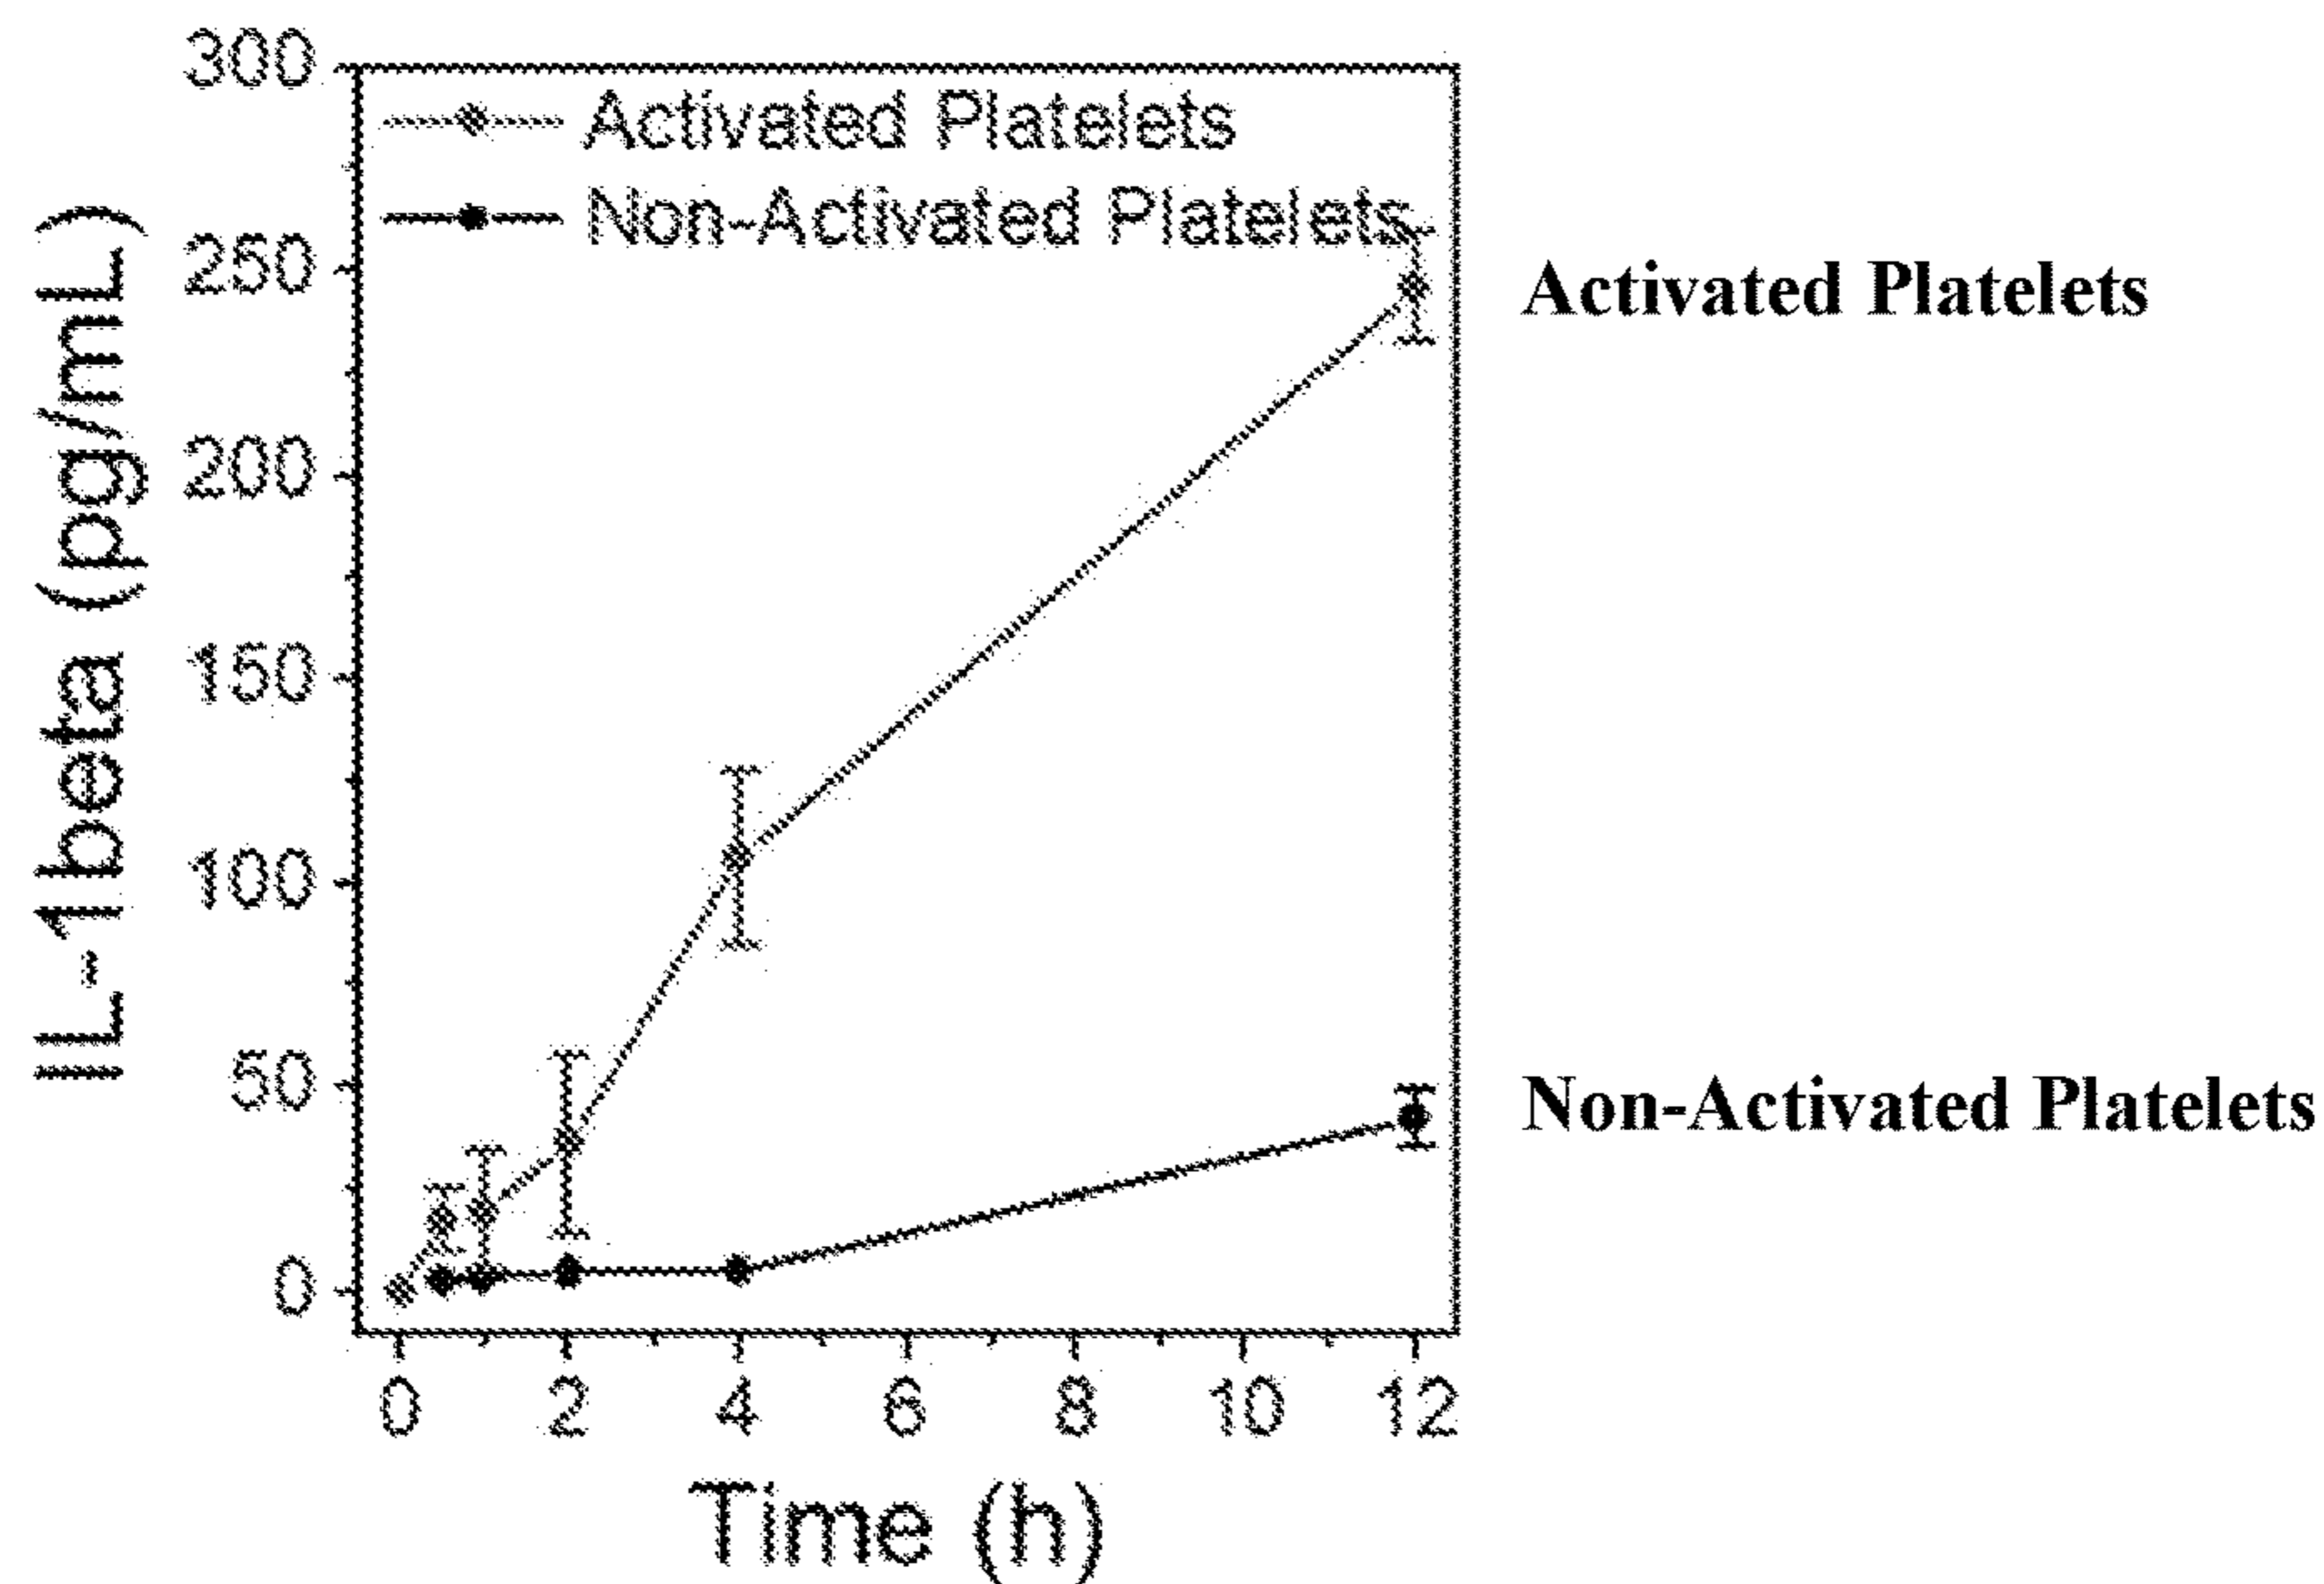 300
250
200
150
100
50
0
IL-1beta (pg/mL)
Activated Platelets
Non-Activated Platelets
Activated Platelets
Non-Activated Platelets
0 2 4 6 8 10 12
Time (h)